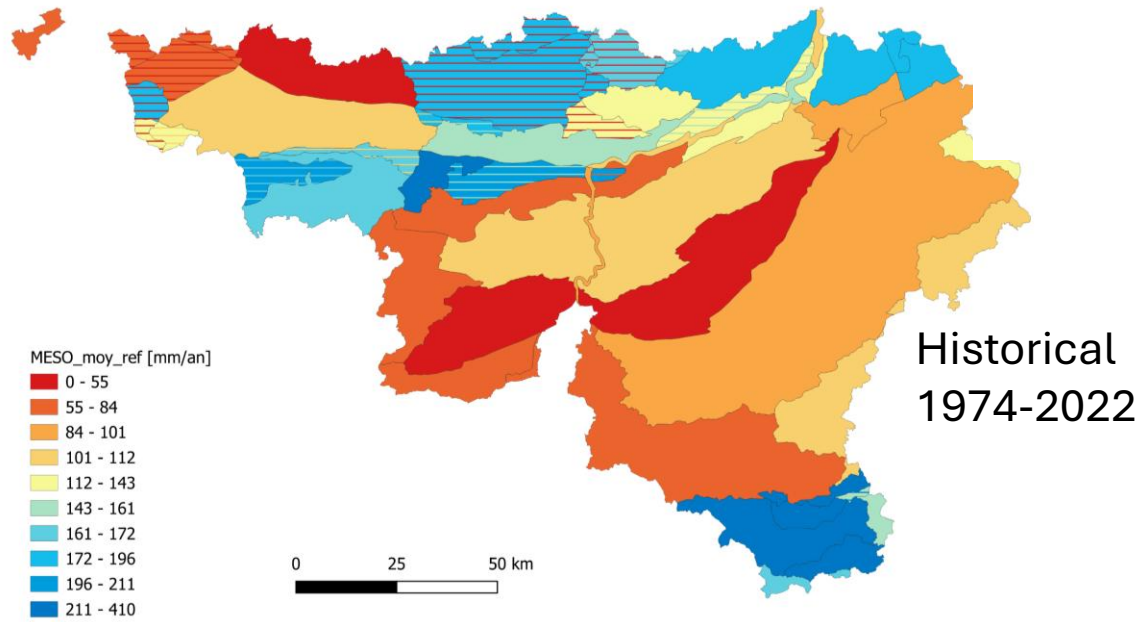 Historical
1974-2022
MESO_moy_ref [mm/an]
0 - 55
55 - 84
84 - 101
101 - 112
112 - 143
143 - 161
161 - 172
172 - 196
196 - 211
211 - 410
0 25 50 km